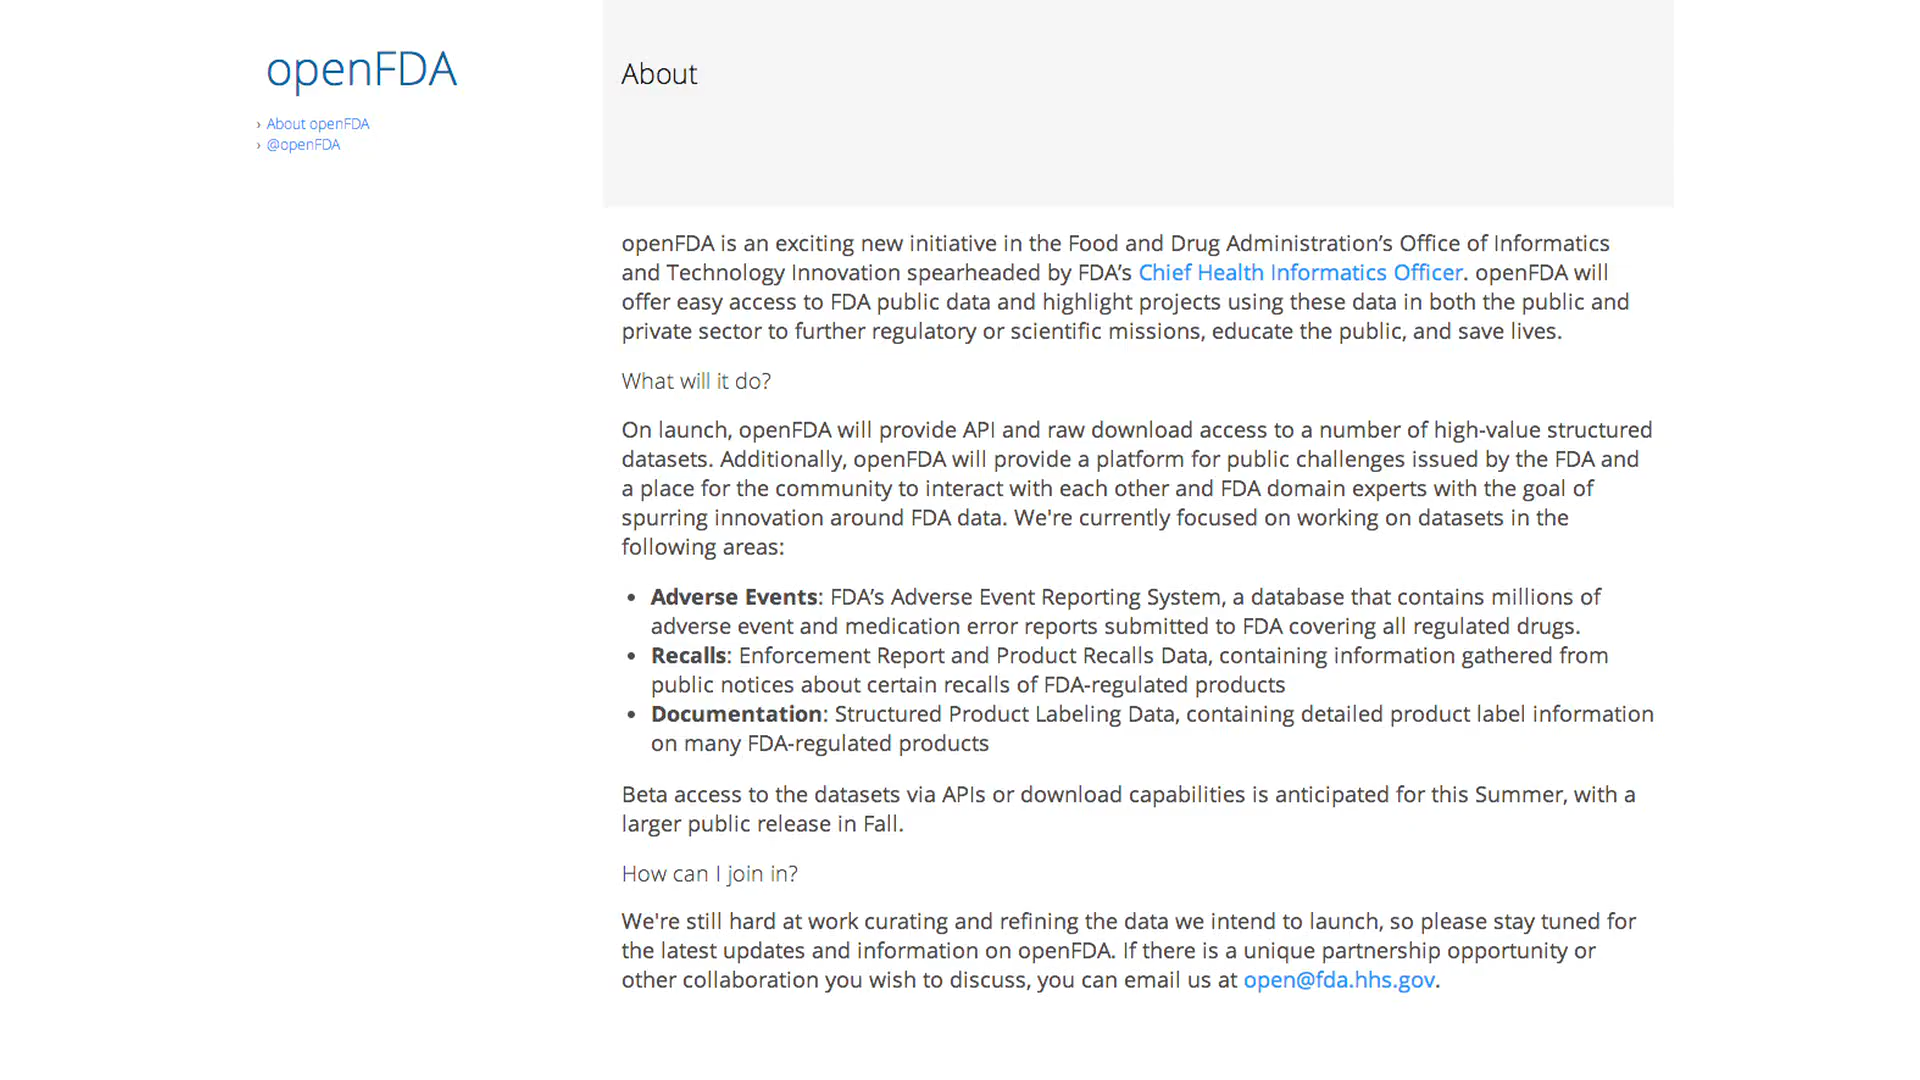 openFDA
› About openFDA
› @openFDA
About
openFDA is an exciting new initiative in the Food and Drug Administration’s Office of Informatics
and Technology Innovation spearheaded by FDA’s Chief Health Informatics Officer. openFDA will
offer easy access to FDA public data and highlight projects using these data in both the public and
private sector to further regulatory or scientific missions, educate the public, and save lives.
What will it do?
On launch, openFDA will provide API and raw download access to a number of high-value structured
datasets. Additionally, openFDA will provide a platform for public challenges issued by the FDA and
a place for the community to interact with each other and FDA domain experts with the goal of
spurring innovation around FDA data. We're currently focused on working on datasets in the
following areas:
• Adverse Events: FDA’s Adverse Event Reporting System, a database that contains millions of
adverse event and medication error reports submitted to FDA covering all regulated drugs.
• Recalls: Enforcement Report and Product Recalls Data, containing information gathered from
public notices about certain recalls of FDA-regulated products
• Documentation: Structured Product Labeling Data, containing detailed product label information
on many FDA-regulated products
Beta access to the datasets via APIs or download capabilities is anticipated for this Summer, with a
larger public release in Fall.
How can I join in?
We're still hard at work curating and refining the data we intend to launch, so please stay tuned for
the latest updates and information on openFDA. If there is a unique partnership opportunity or
other collaboration you wish to discuss, you can email us at open@fda.hhs.gov.